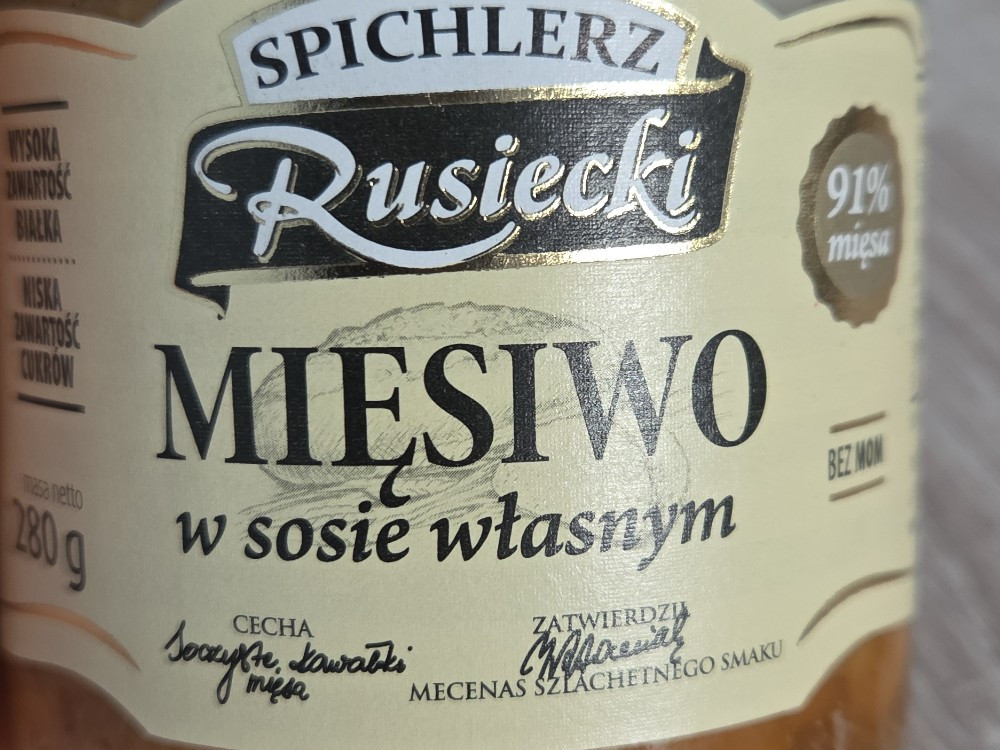 SPICHLERZ
Rusiecki
WYSOKA
ZAWARTOŚĆ
BIAŁKA
NISKA
ZAWARTOŚĆ
CUKRÓW
91%
mięsa
MIĘSIWO
w sosie własnym
BEZ MOM
masa netto
280 g
CECHA
Soczyste, kawałki
mięsa
ZATWIERDZIŁ
MECENAS SZLACHETNEGO SMAKU